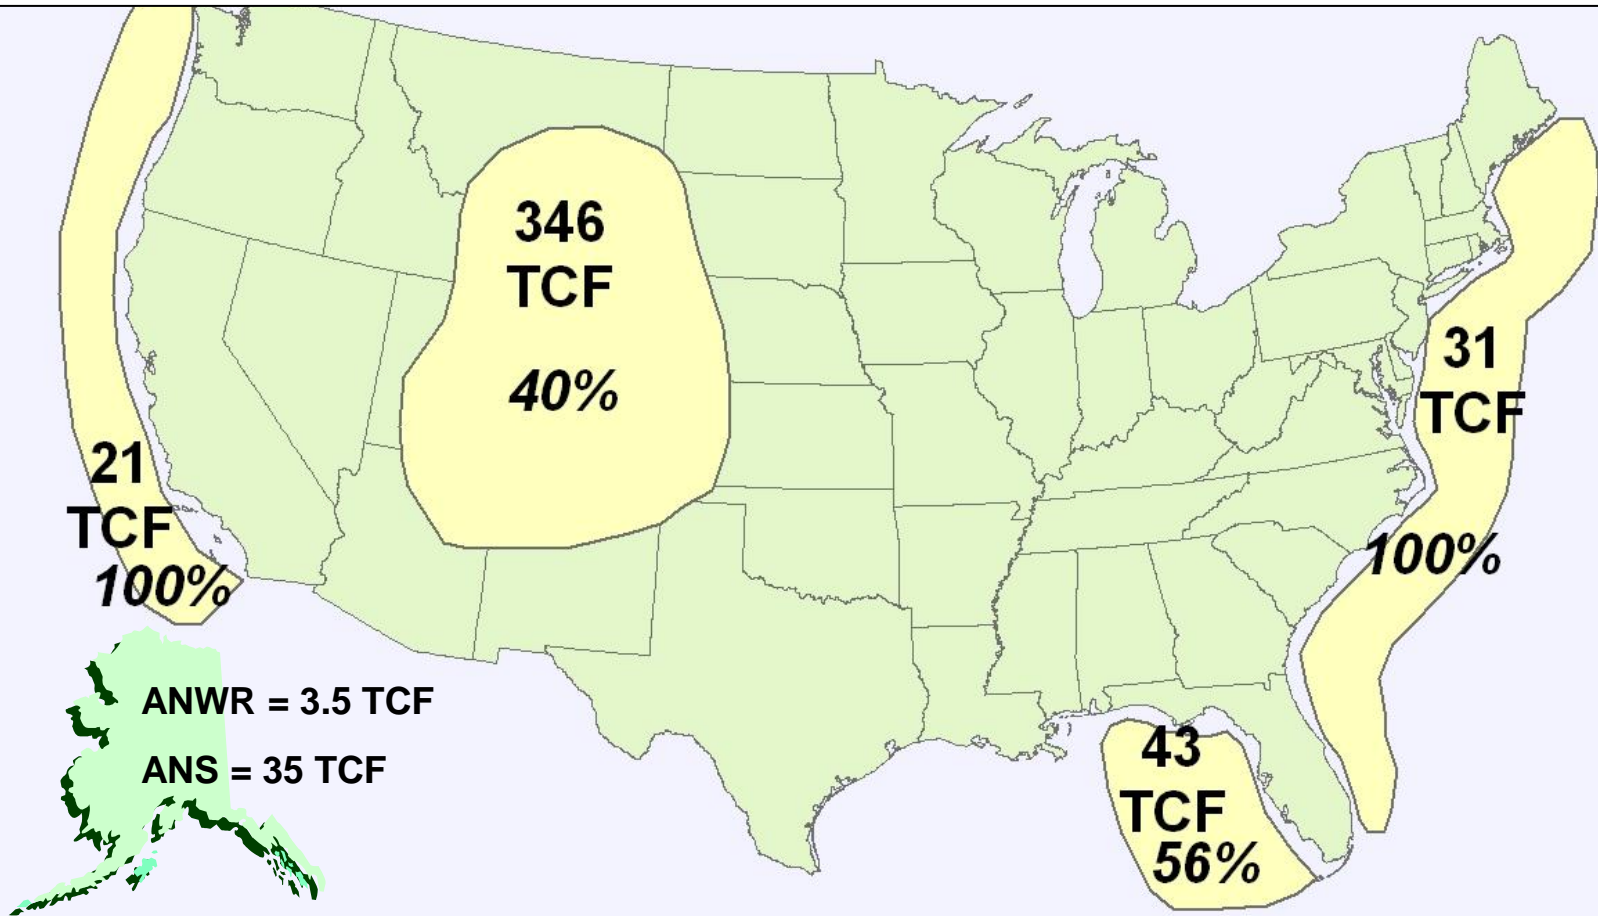 346
TCF
40%
31
TCF
100%
21
TCF
100%
ANWR = 3.5 TCF
ANS = 35 TCF
43
TCF
56%